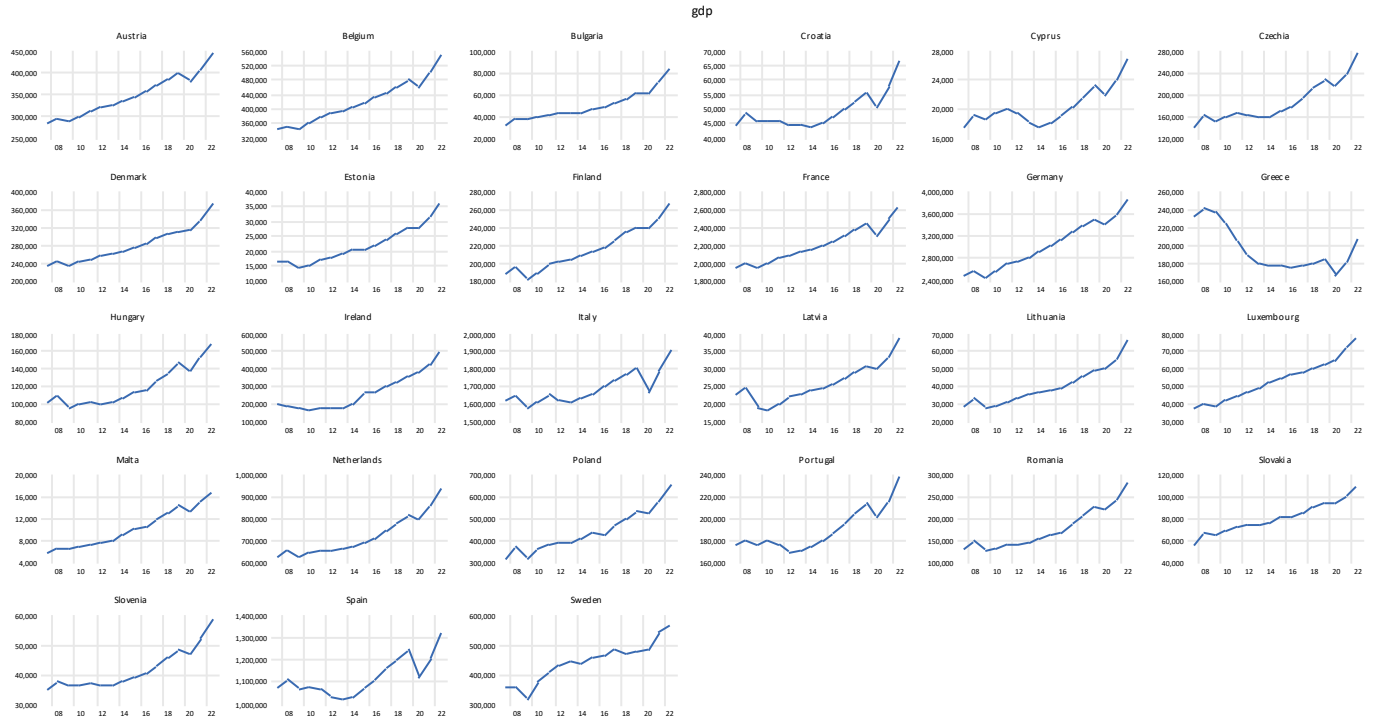 gdp
Austria Belgium Bulgaria Croatia Cyprus Czechia
450,000 560,000 100,000 70,000 28,000 280,000
520,000 65,000
400,000 480,000 80,000 60,000 24,000 240,000
350,000 440,000 60,000 55,000 200,000
300,000 400,000 40,000 50,000 20,000 160,000
360,000 45,000
250,000 320,000 20,000 40,000 16,000 120,000
08 10 12 14 16 18 20 22 08 10 12 14 16 18 20 22 08 10 12 14 16 18 20 22 08 10 12 14 16 18 20 22 08 10 12 14 16 18 20 22 08 10 12 14 16 18 20 22
Denmark Estonia Finland France Germany Greece
400,000 40,000 280,000 2,800,000 4,000,000 260,000
360,000 35,000 260,000 2,600,000 3,600,000 240,000
320,000 30,000 240,000 2,400,000 3,200,000 220,000
280,000 25,000 220,000 2,200,000 2,800,000 200,000
240,000 20,000 200,000 2,000,000 180,000
15,000
200,000 10,000 180,000 1,800,000 2,400,000 160,000
08 10 12 14 16 18 20 22 08 10 12 14 16 18 20 22 08 10 12 14 16 18 20 22 08 10 12 14 16 18 20 22 08 10 12 14 16 18 20 22 08 10 12 14 16 18 20 22
Hungary Ireland Italy Latvia Lithuania Luxembourg
180,000 600,000 2,000,000 40,000 70,000 80,000
160,000 500,000 1,900,000 35,000 60,000 70,000
140,000 400,000 1,800,000 30,000 50,000 60,000
120,000 300,000 1,700,000 25,000 40,000 50,000
100,000 200,000 1,600,000 20,000 30,000 40,000
80,000 100,000 1,500,000 15,000 20,000 30,000
08 10 12 14 16 18 20 22 08 10 12 14 16 18 20 22 08 10 12 14 16 18 20 22 08 10 12 14 16 18 20 22 08 10 12 14 16 18 20 22 08 10 12 14 16 18 20 22
Malta Netherlands Poland Portugal Romania Slovakia
20,000 1,000,000 700,000 240,000 300,000 120,000
16,000 900,000 600,000 220,000 250,000 100,000
12,000 800,000 500,000 200,000 200,000 80,000
8,000 700,000 400,000 180,000 150,000 60,000
4,000 600,000 300,000 160,000 100,000 40,000
08 10 12 14 16 18 20 22 08 10 12 14 16 18 20 22 08 10 12 14 16 18 20 22 08 10 12 14 16 18 20 22 08 10 12 14 16 18 20 22 08 10 12 14 16 18 20 22
Slovenia Spain Sweden
60,000 1,400,000 600,000
50,000 1,300,000 500,000
1,200,000
40,000 1,100,000 400,000
30,000 1,000,000 300,000
08 10 12 14 16 18 20 22 08 10 12 14 16 18 20 22 08 10 12 14 16 18 20 22